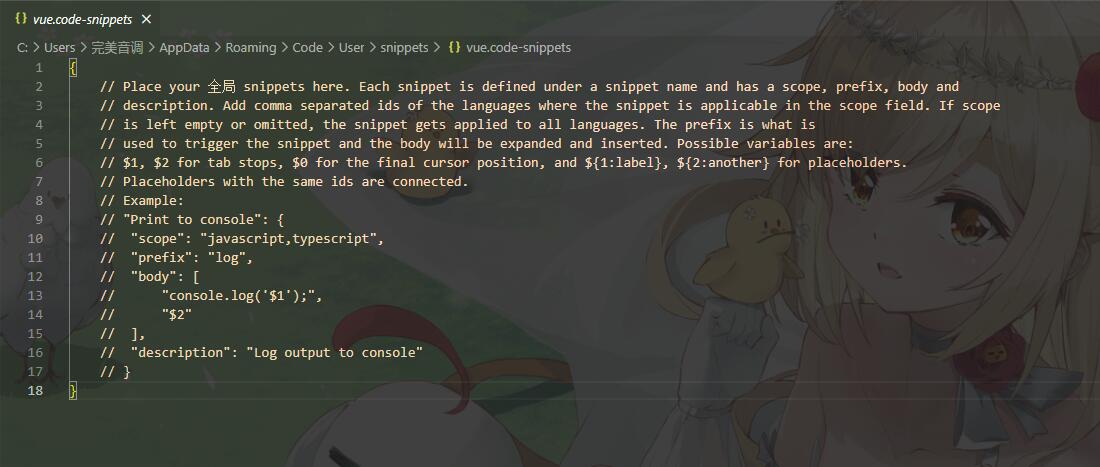 {} vue.code-snippets ×
C: > Users > 完美音调 > AppData > Roaming > Code > User > snippets > {} vue.code-snippets
1 {
2 // Place your 全局 snippets here. Each snippet is defined under a snippet name and has a scope, prefix, body and
3 // description. Add comma separated ids of the languages where the snippet is applicable in the scope field. If scope
4 // is left empty or omitted, the snippet gets applied to all languages. The prefix is what is
5 // used to trigger the snippet and the body will be expanded and inserted. Possible variables are:
6 // $1, $2 for tab stops, $0 for the final cursor position, and ${1:label}, ${2:another} for placeholders.
7 // Placeholders with the same ids are connected.
8 // Example:
9 // "Print to console": {
10 //  "scope": "javascript,typescript",
11 //  "prefix": "log",
12 //  "body": [
13 //      "console.log('$1');",
14 //      "$2"
15 //  ],
16 //  "description": "Log output to console"
17 // }
18 }